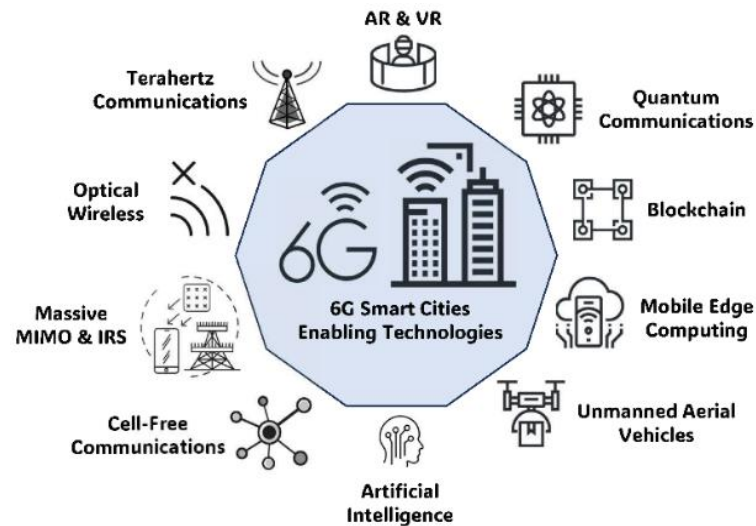 AR & VR
Terahertz
Communications
Quantum
Communications
Optical
Wireless
Blockchain
6G
6G Smart Cities
Enabling Technologies
Massive
MIMO & IRS
Mobile Edge
Computing
Cell-Free
Communications
Unmanned Aerial
Vehicles
Artificial
Intelligence